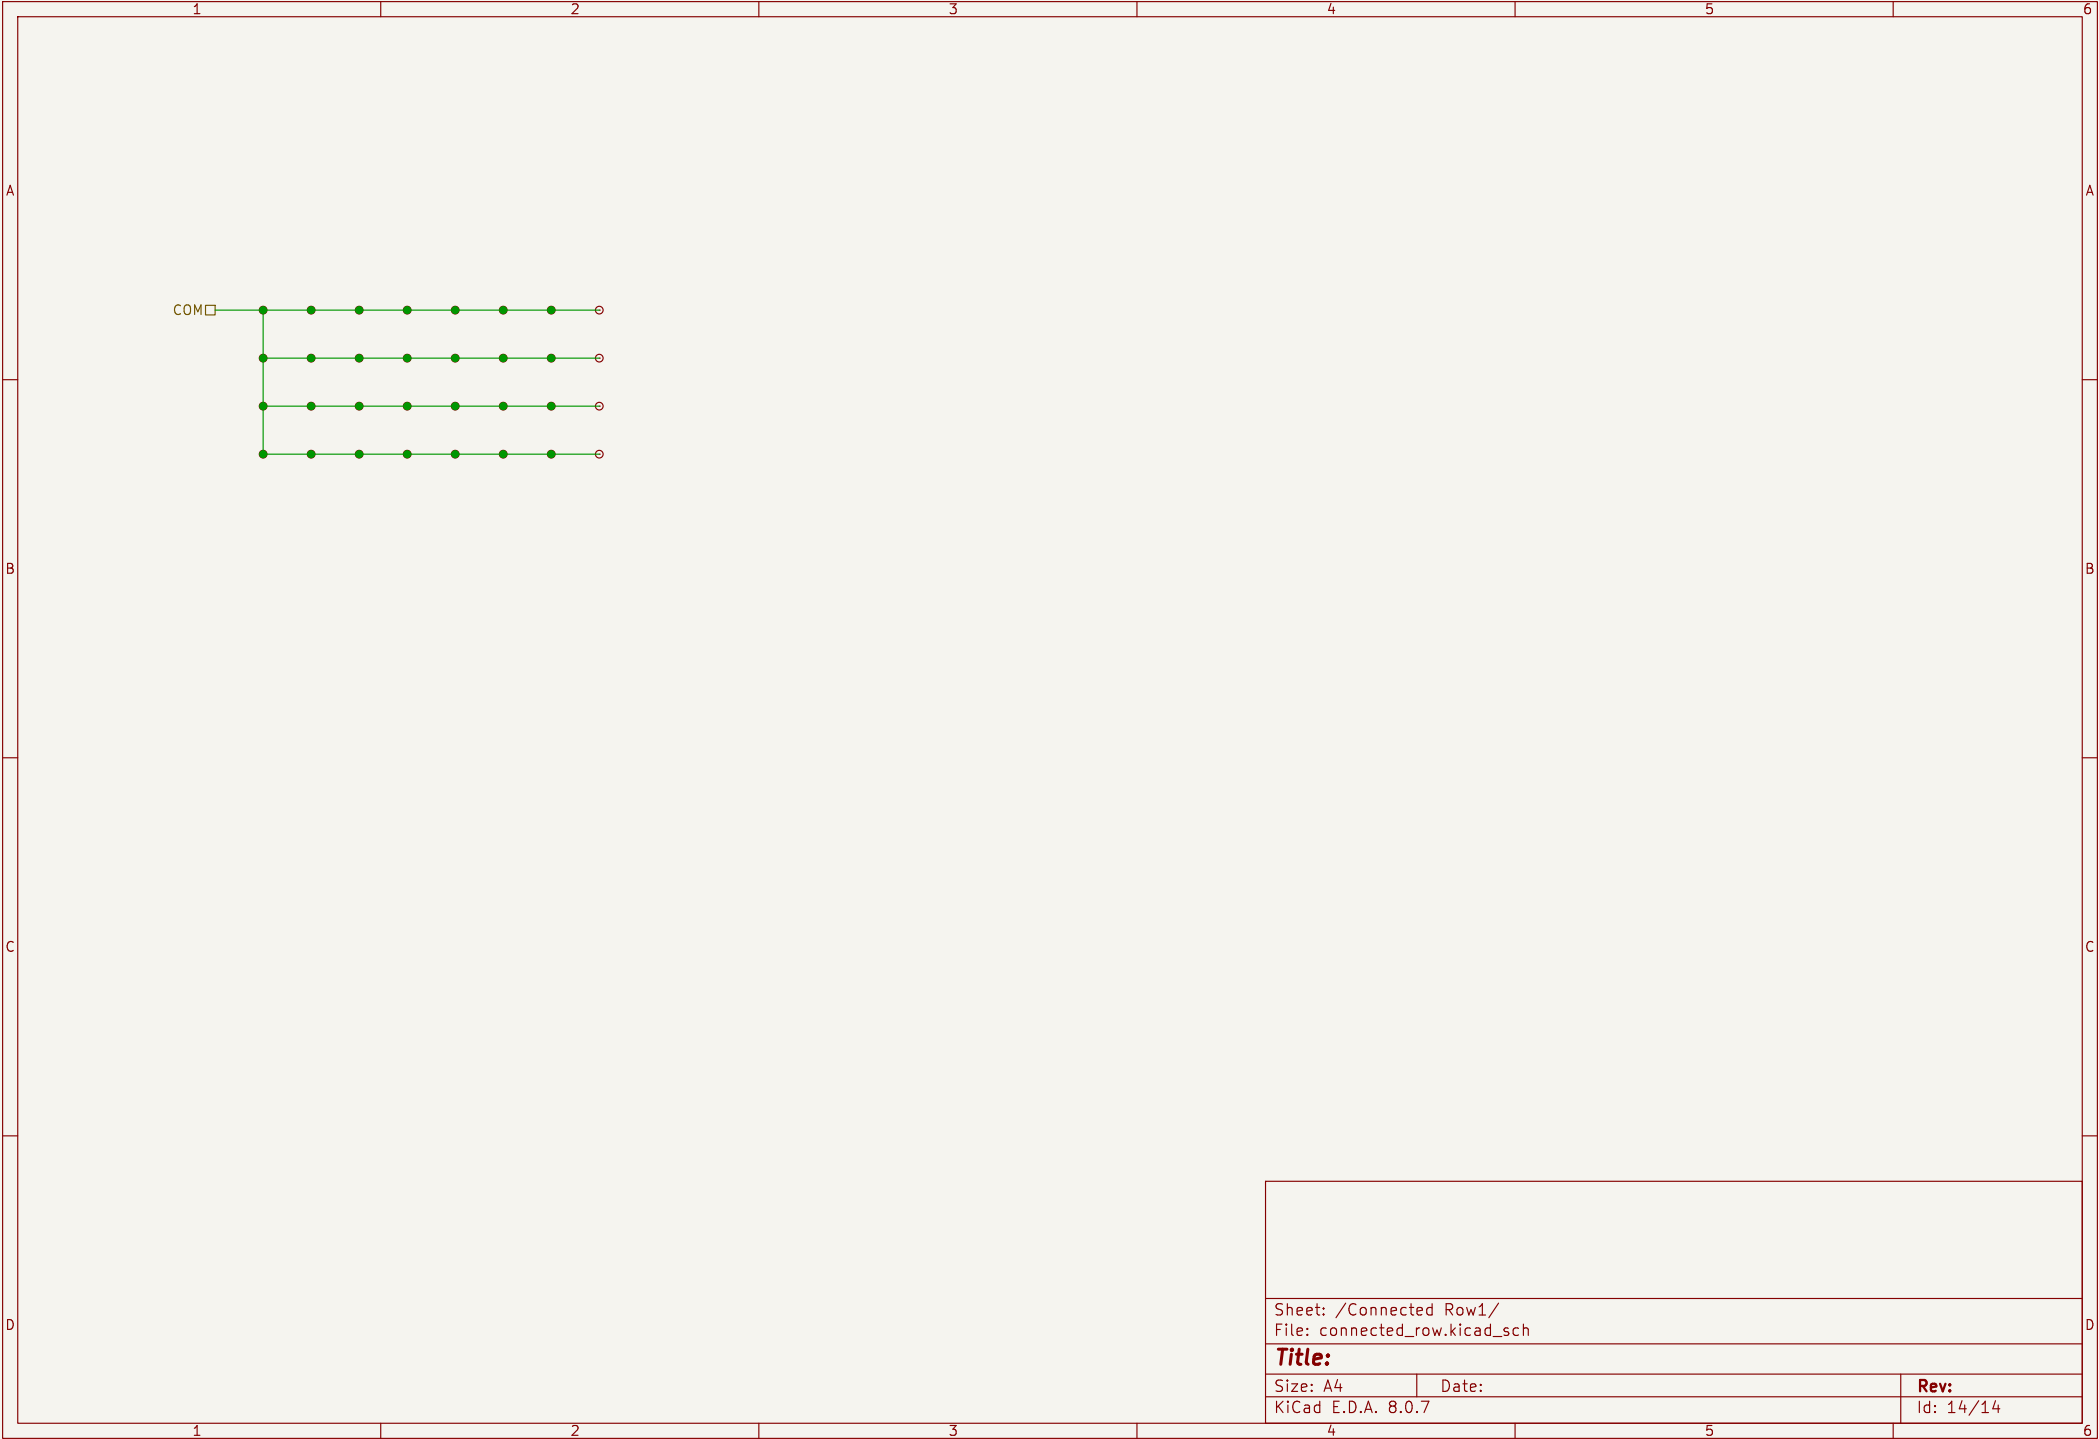 1 2 3 4 5 6
A A
COM
B B
C C
D D
Sheet: /Connected Row1/
File: connected_row.kicad_sch
Title:
Size: A4 Date: Rev:
KiCad E.D.A. 8.0.7 Id: 14/14
1 2 3 4 5 6